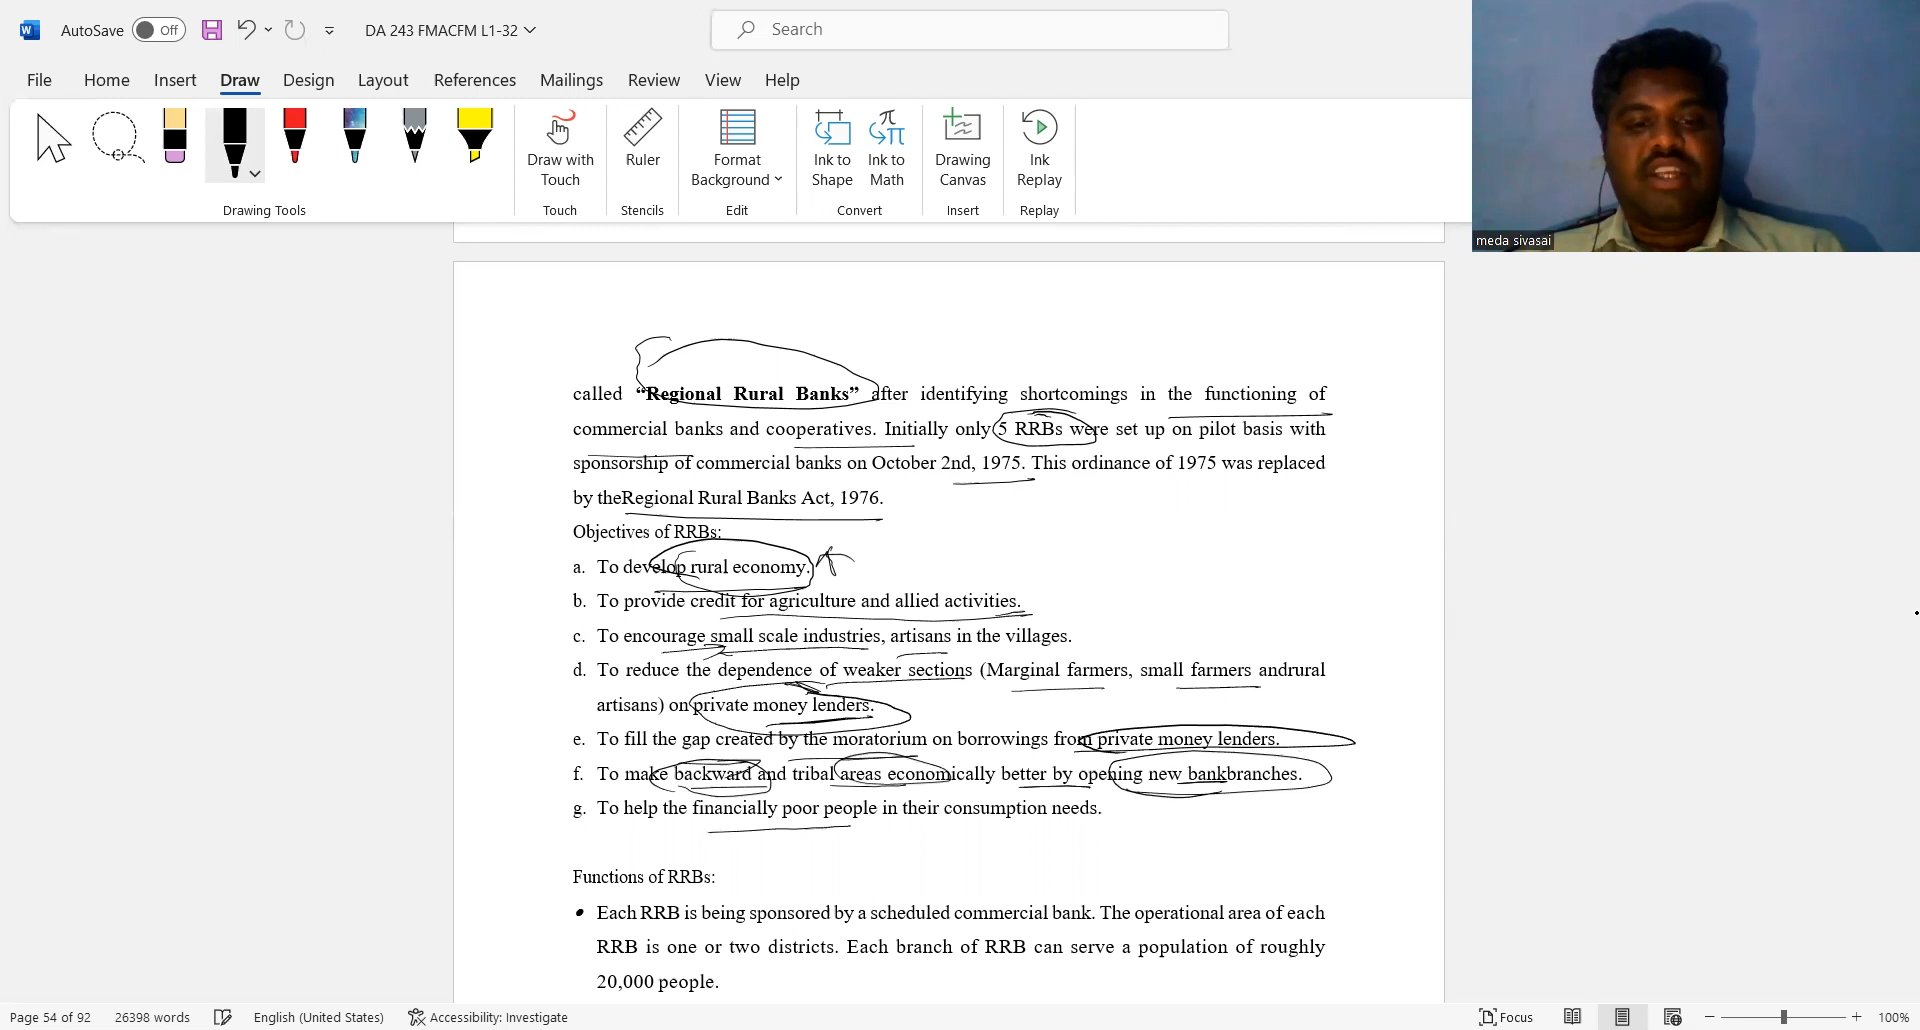 AutoSave Off DA 243 FMACFM L1-32 Search
File Home Insert Draw Design Layout References Mailings Review View Help
Draw with Touch Ruler Format Background Ink to Shape Ink to Math Drawing Canvas Ink Replay
Drawing Tools Touch Stencils Edit Convert Insert Replay
meda sivasai
called “Regional Rural Banks” after identifying shortcomings in the functioning of
commercial banks and cooperatives. Initially only 5 RRBs were set up on pilot basis with
sponsorship of commercial banks on October 2nd, 1975. This ordinance of 1975 was replaced
by theRegional Rural Banks Act, 1976.
Objectives of RRBs:
a. To develop rural economy.
b. To provide credit for agriculture and allied activities.
c. To encourage small scale industries, artisans in the villages.
d. To reduce the dependence of weaker sections (Marginal farmers, small farmers andrural
artisans) on private money lenders.
e. To fill the gap created by the moratorium on borrowings from private money lenders.
f. To make backward and tribal areas economically better by opening new bankbranches.
g. To help the financially poor people in their consumption needs.
Functions of RRBs:
• Each RRB is being sponsored by a scheduled commercial bank. The operational area of each
RRB is one or two districts. Each branch of RRB can serve a population of roughly
20,000 people.
Page 54 of 92 26398 words English (United States) Accessibility: Investigate Focus 100%